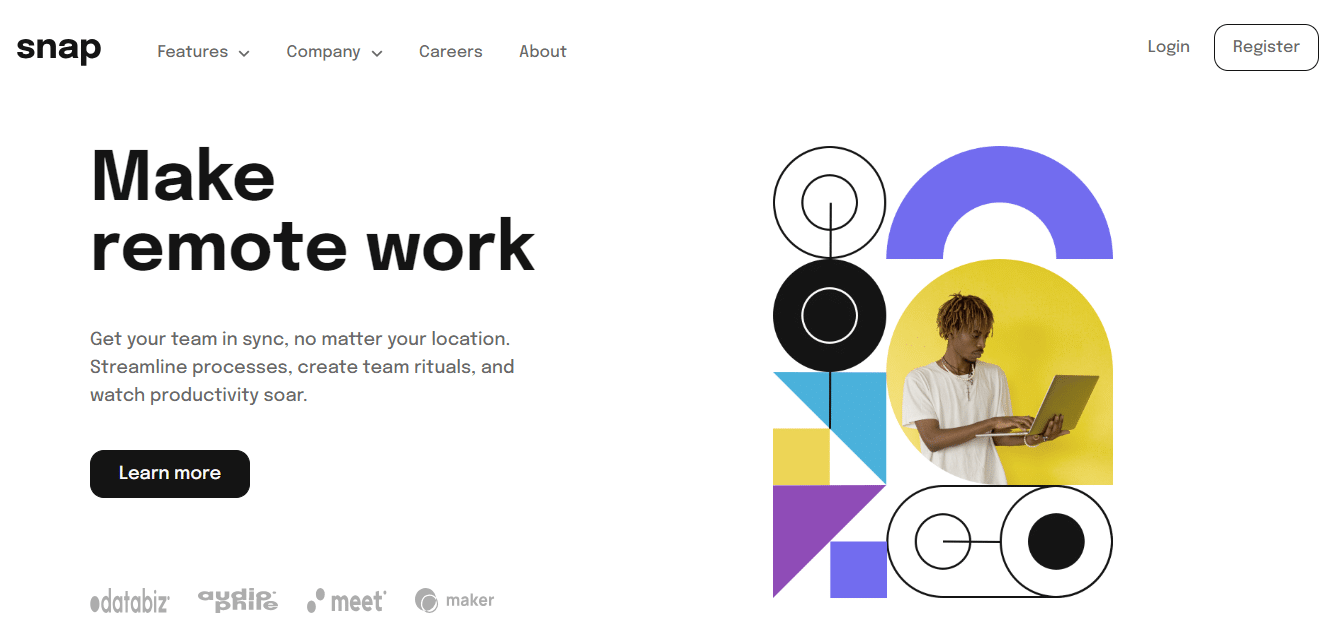 snap
Features
Company
Careers
About
Login
Register
Make
remote work
Get your team in sync, no matter your location.
Streamline processes, create team rituals, and
watch productivity soar.
Learn more
databiz
audiophile
meet
maker